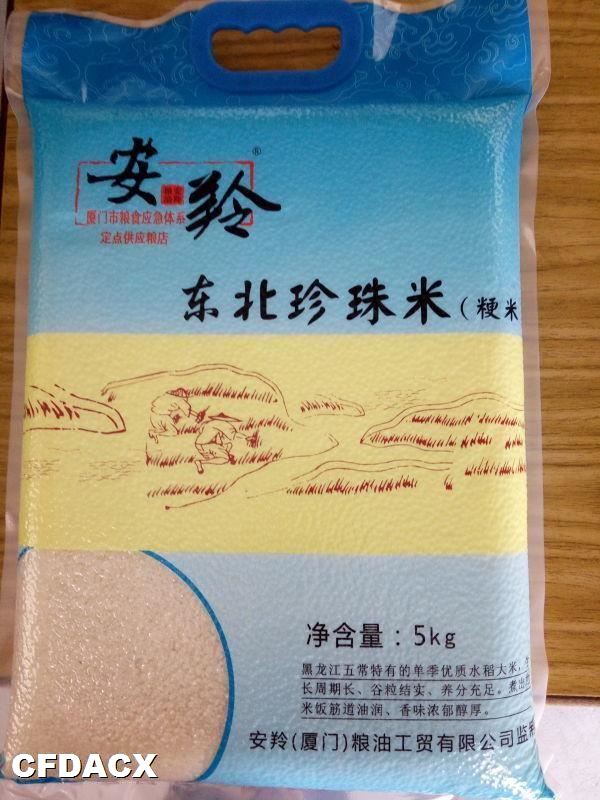 安羚®
厦门市粮食应急体系
定点供应粮店
东北珍珠米(粳米
净含量:5kg
黑龙江五常特有的单季优质水稻大米,生
长周期长、谷粒结实、养分充足。煮出
米饭筋道油润、香味浓郁醇厚。
安羚(厦门)粮油工贸有限公司监制
CFDACX